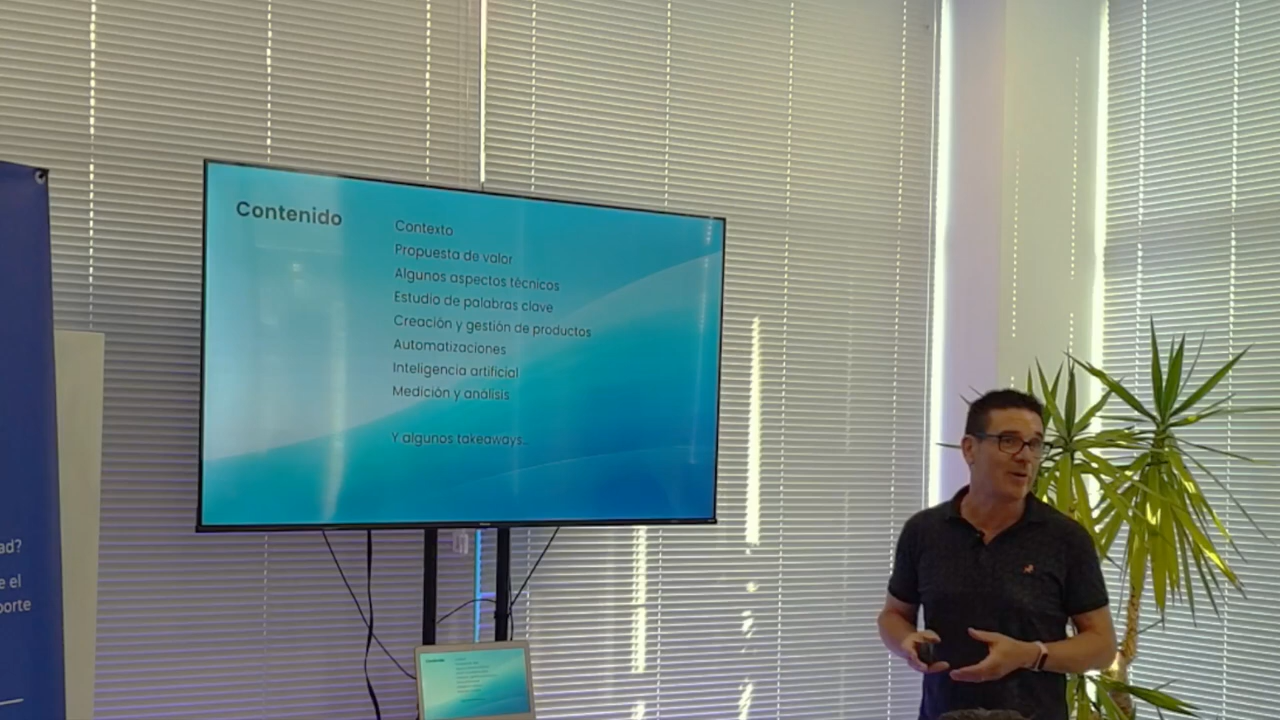 Contenido
Contexto
Propuesta de valor
Algunos aspectos técnicos
Estudio de palabras clave
Creación y gestión de productos
Automatizaciones
Inteligencia artificial
Medición y análisis
Y algunos takeaways...
ad?
e el
porte
Contenido